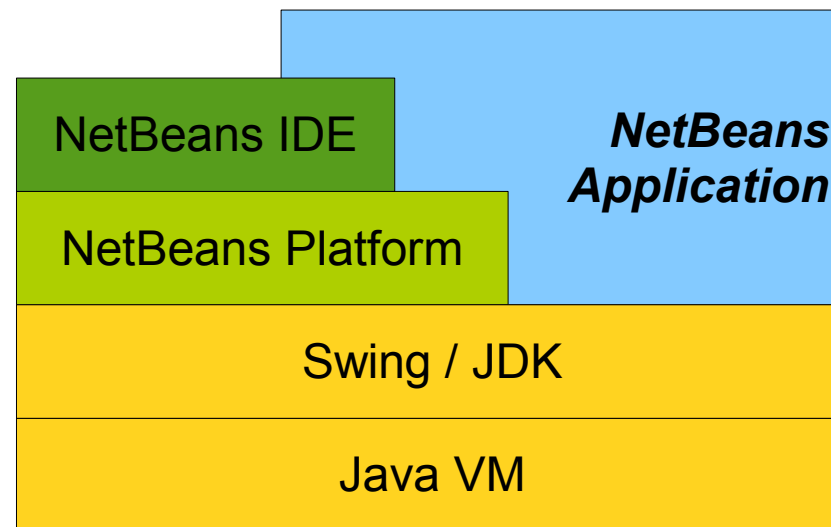 NetBeans IDE
NetBeans
Application
NetBeans Platform
Swing / JDK
Java VM